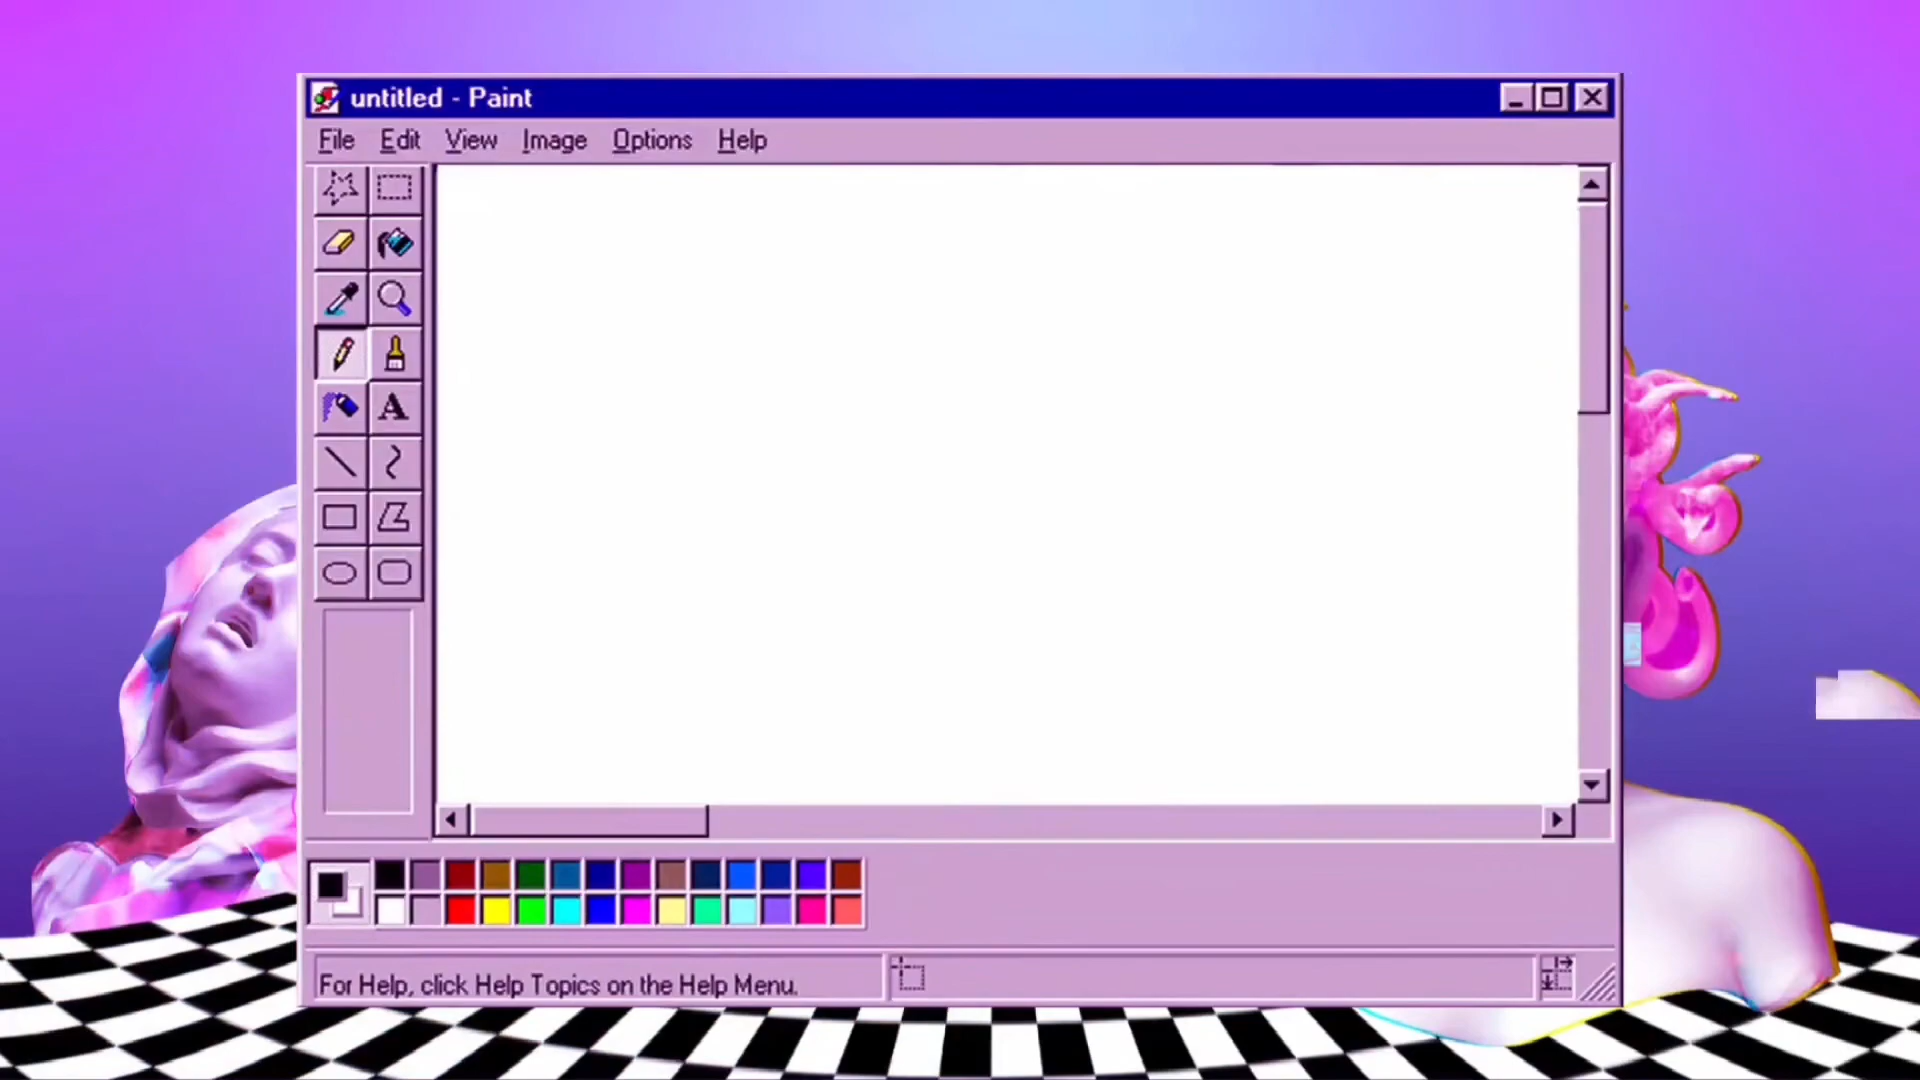 untitled - Paint
File Edit View Image Options Help
A
For Help, click Help Topics on the Help Menu.